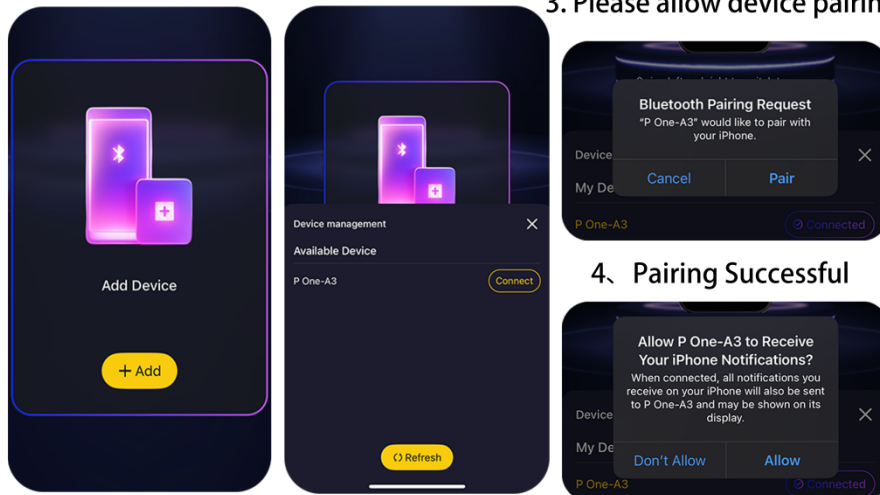 Add Device
+ Add
Device management
Available Device
P One-A3
Connect
Refresh
3. Please allow device pairin
Bluetooth Pairing Request
"P One-A3" would like to pair with
your iPhone.
Cancel
Pair
Device
My De
P One-A3
Connected
4、Pairing Successful
Allow P One-A3 to Receive
Your iPhone Notifications?
When connected, all notifications you
receive on your iPhone will also be sent
to P One-A3 and may be shown on its
display.
Don't Allow
Allow
Device
My De
P One-A3
Connected